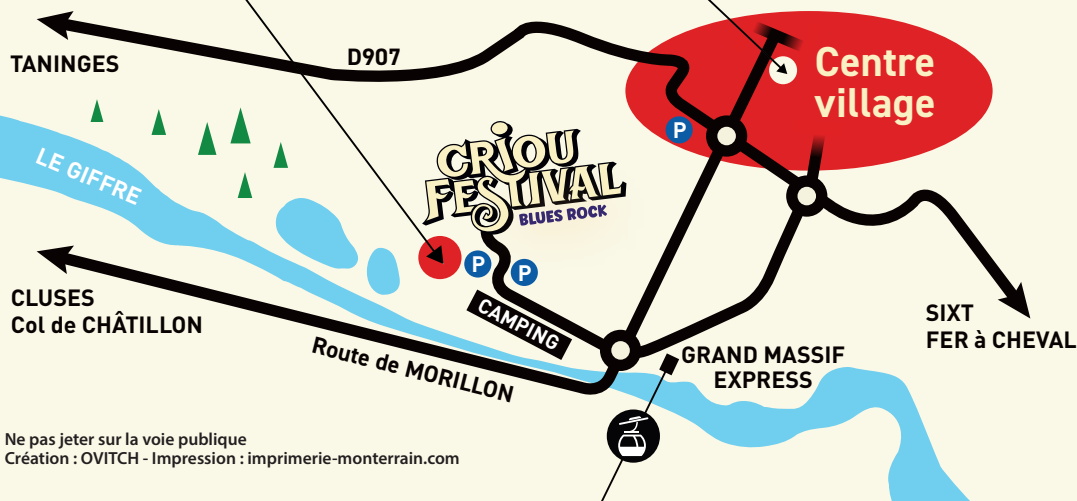 TANINGES
D907
Centre
village
P
LE GIFFRE
CRIOU
FESTIVAL
BLUES ROCK
P
P
CAMPING
CLUSES
Col de CHÂTILLON
Route de MORILLON
SIXT
FER à CHEVAL
GRAND MASSIF
EXPRESS
Ne pas jeter sur la voie publique
Création : OVITCH - Impression : imprimerie-monterrain.com